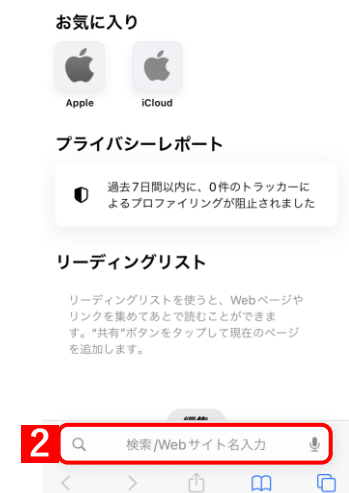 お気に入り
Apple
iCloud
プライバシーレポート
過去7日間以内に、0件のトラッカーに
よるプロファイリングが阻止されました
リーディングリスト
リーディングリストを使うと、Webページや
リンクを集めてあとで読むことができま
す。“共有”ボタンをタップして現在のページ
を追加します。
2
検索/Webサイト名入力